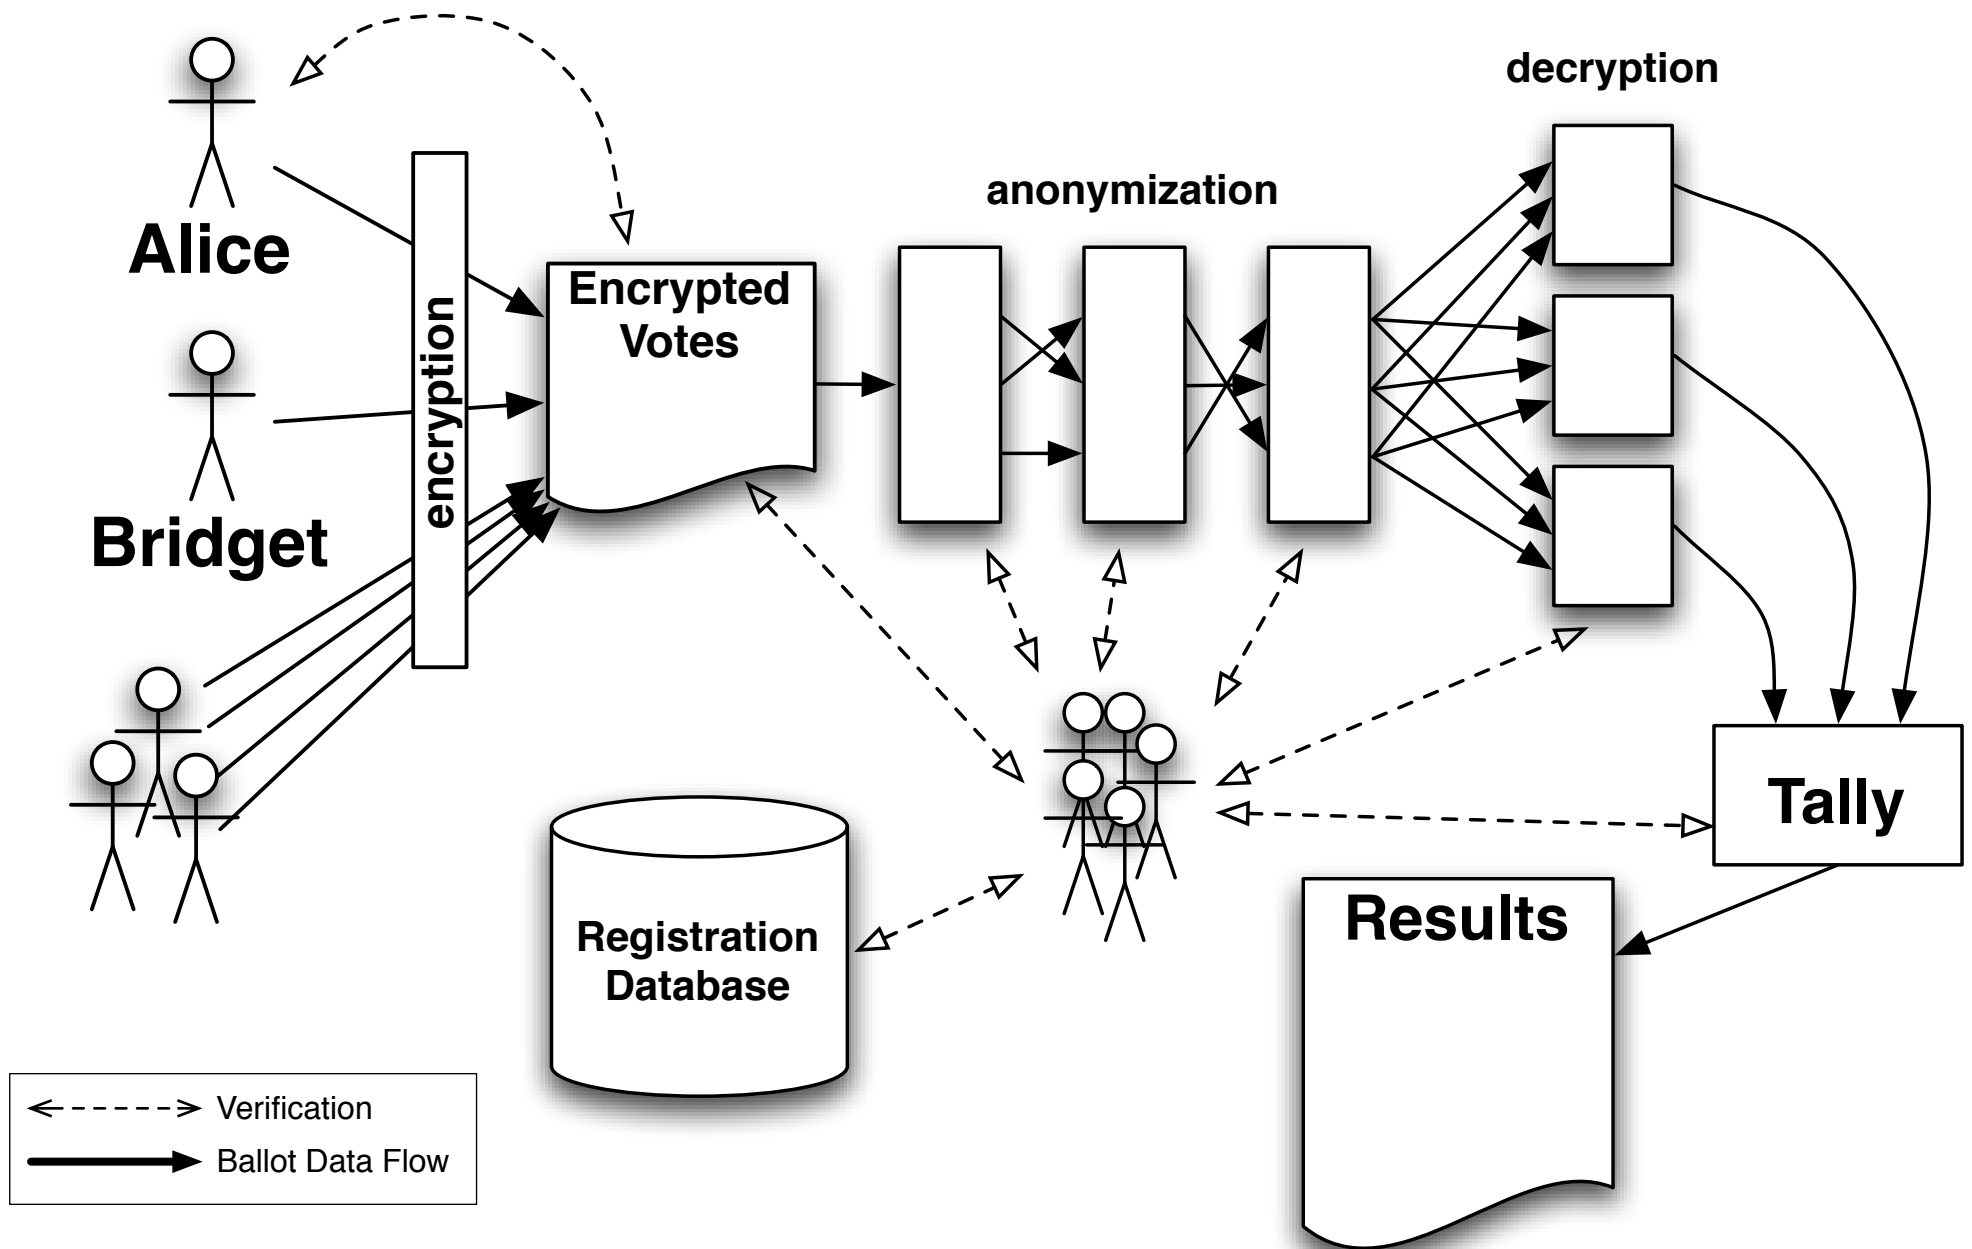 decryption
anonymization
Alice
encryption
Encrypted
Votes
Bridget
Tally
Results
Registration
Database
Verification
Ballot Data Flow